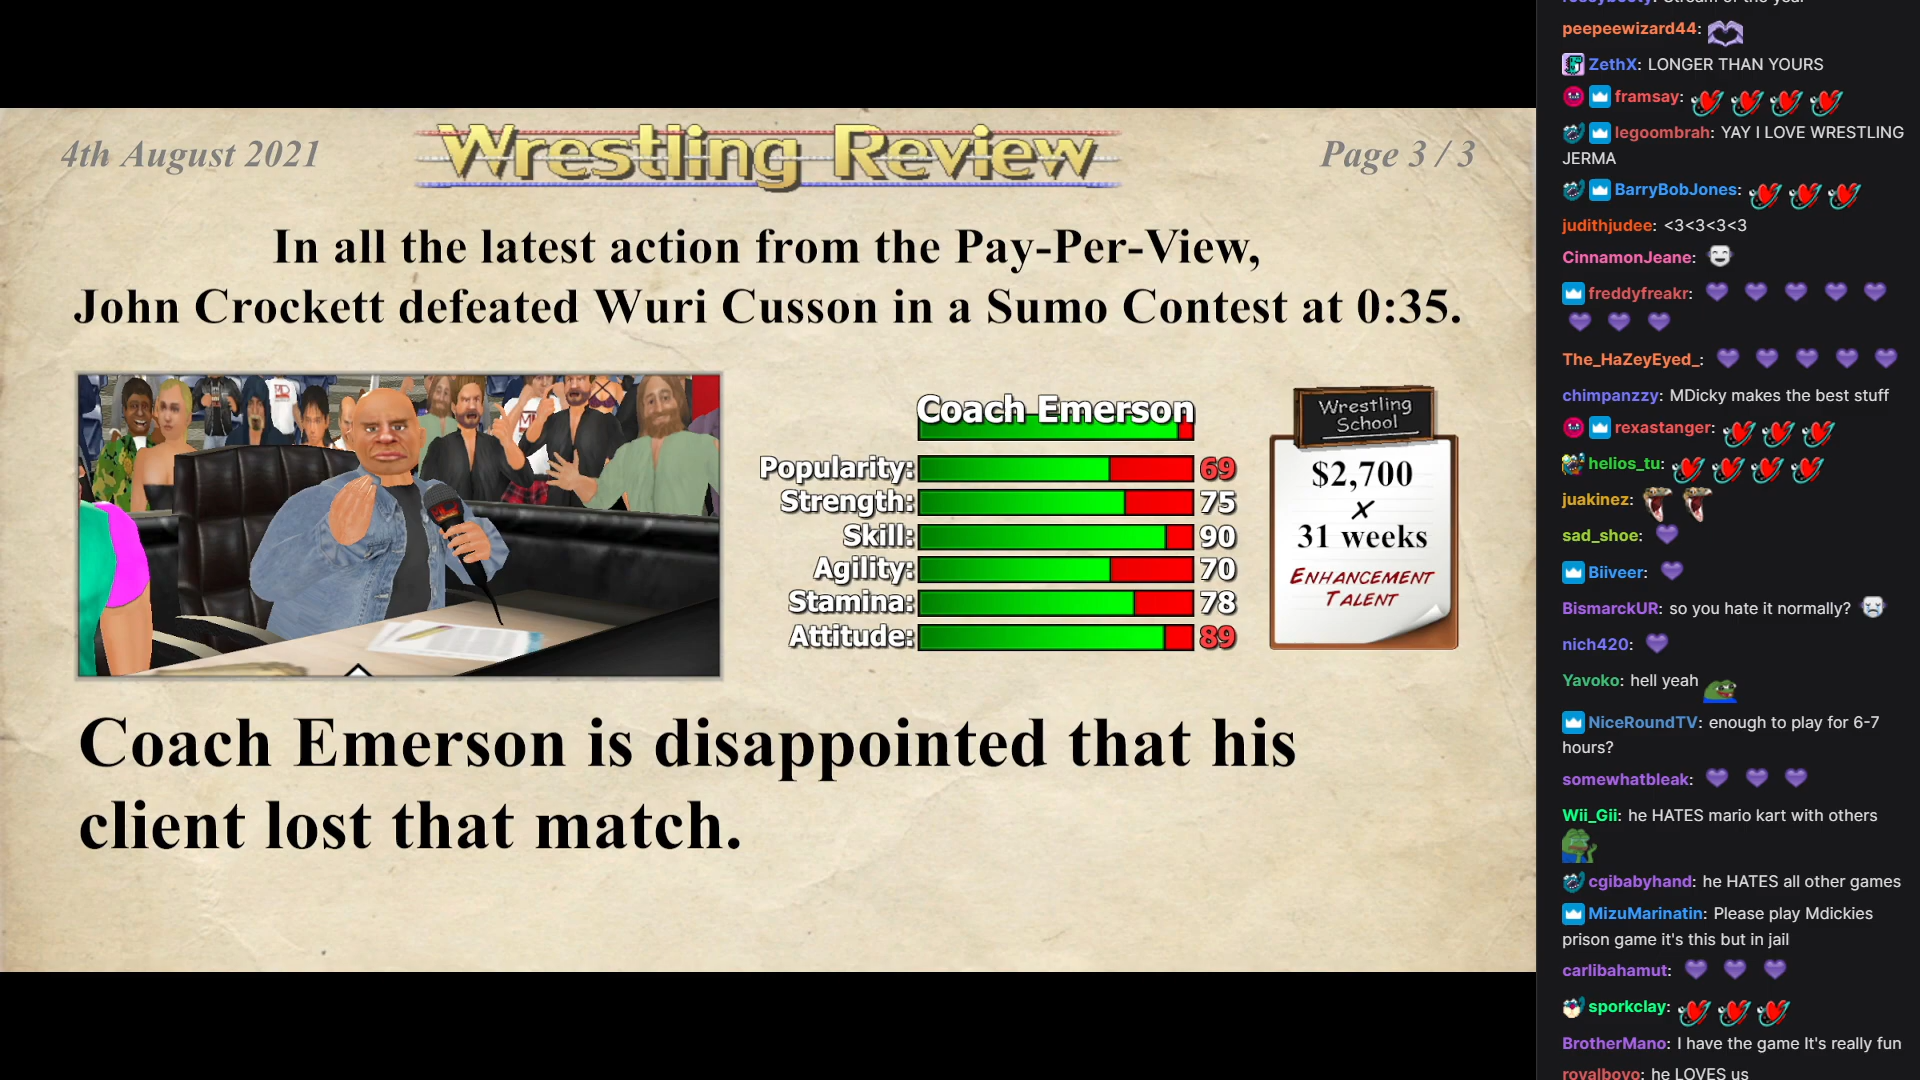 4th August 2021
Wrestling Review
Page 3 / 3
In all the latest action from the Pay-Per-View,
John Crockett defeated Wuri Cusson in a Sumo Contest at 0:35.
Coach Emerson
Popularity: 69
Strength: 75
Skill: 90
Agility: 70
Stamina: 78
Attitude: 89
Wrestling
School
$2,700
x
31 weeks
ENHANCEMENT
TALENT
Coach Emerson is disappointed that his
client lost that match.
peepeewizard44:
ZethX: LONGER THAN YOURS
framsay:
legoombrah: YAY I LOVE WRESTLING
JERMA
BarryBobJones:
judithjudee: <3<3<3<3
CinnamonJeane:
freddyfreakr:
The_HaZeyEyed_:
chimpanzzy: MDicky makes the best stuff
rexastanger:
helios_tu:
juakinez:
sad_shoe:
Biiveer:
BismarckUR: so you hate it normally?
nich420:
Yavoko: hell yeah
NiceRoundTV: enough to play for 6-7
hours?
somewhatbleak:
Wii_Gii: he HATES mario kart with others
cgibabyhand: he HATES all other games
MizuMarinatin: Please play Mdickies
prison game it's this but in jail
carlibahamut:
sporkclay:
BrotherMano: I have the game It's really fun
royalboyo: he LOVES us